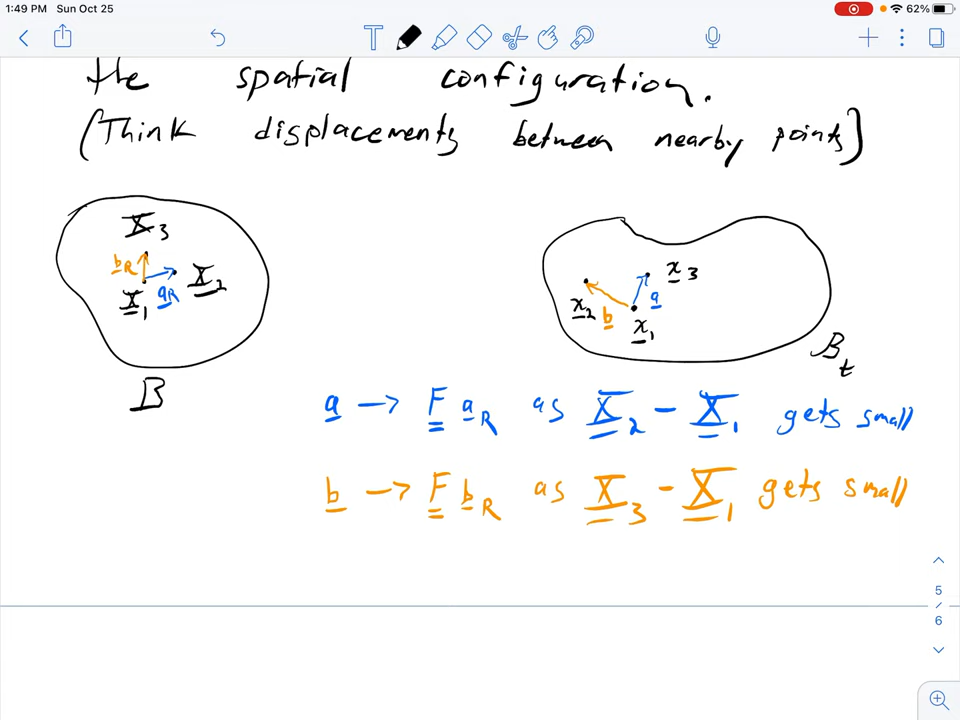 1:49 PM Sun Oct 25 62%
the spatial configuration.
(Think displacements between nearby points)
X3
bR X2
X1 aR
x3
x2 b a
x1
B
Bt
a → F aR as X2 - X1 gets small
b → F bR as X3 - X1 gets small
5
/
6